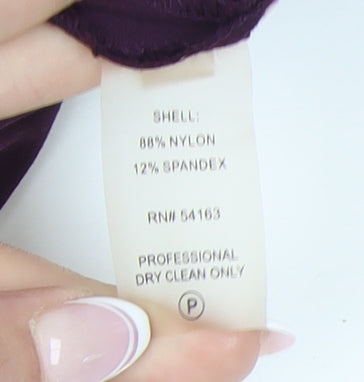 SHELL:
88% NYLON
12% SPANDEX
RN# 54163
PROFESSIONAL
DRY CLEAN ONLY
P